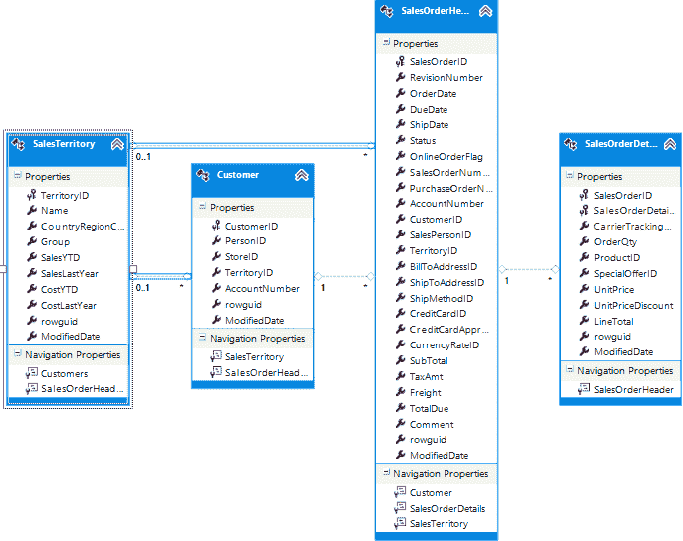 SalesTerritory
Properties
TerritoryID
Name
CountryRegionC...
Group
SalesYTD
SalesLastYear
CostYTD
CostLastYear
rowguid
ModifiedDate
Navigation Properties
Customers
SalesOrderHead...
0..1
*
0..1
*
Customer
Properties
CustomerID
PersonID
StoreID
TerritoryID
AccountNumber
rowguid
ModifiedDate
Navigation Properties
SalesTerritory
SalesOrderHead...
1
*
SalesOrderHe...
Properties
SalesOrderID
RevisionNumber
OrderDate
DueDate
ShipDate
Status
OnlineOrderFlag
SalesOrderNum...
PurchaseOrderN...
AccountNumber
CustomerID
SalesPersonID
TerritoryID
BillToAddressID
ShipToAddressID
ShipMethodID
CreditCardID
CreditCardAppr...
CurrencyRateID
SubTotal
TaxAmt
Freight
TotalDue
Comment
rowguid
ModifiedDate
Navigation Properties
Customer
SalesOrderDetails
SalesTerritory
1
*
SalesOrderDet...
Properties
SalesOrderID
SalesOrderDetai...
CarrierTracking...
OrderQty
ProductID
SpecialOfferID
UnitPrice
UnitPriceDiscount
LineTotal
rowguid
ModifiedDate
Navigation Properties
SalesOrderHeader